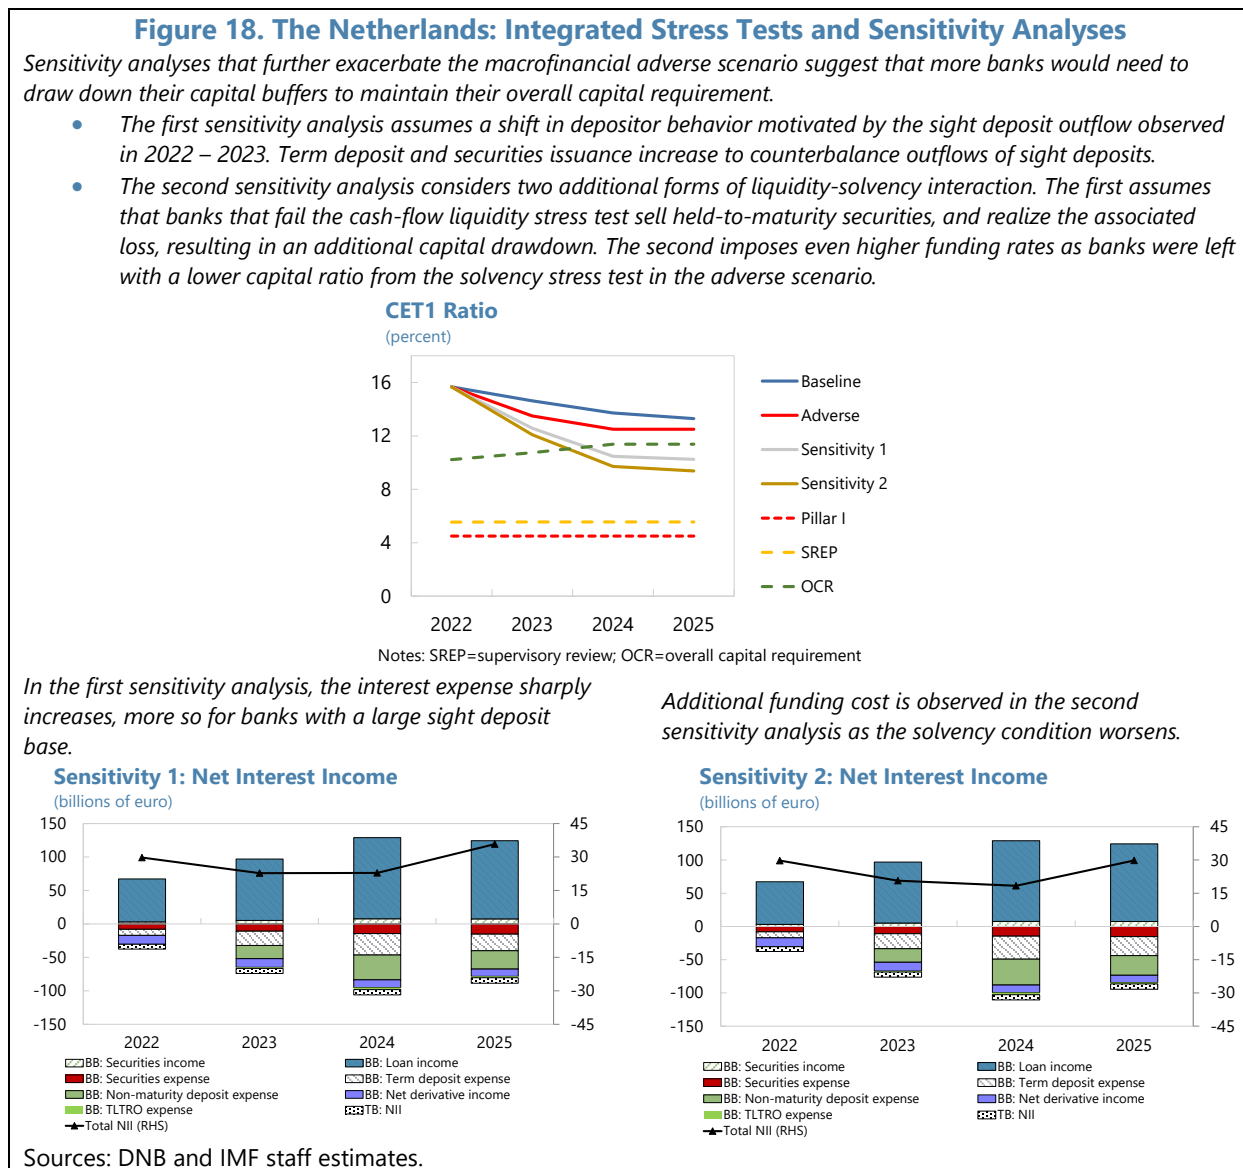 Figure 18. The Netherlands: Integrated Stress Tests and Sensitivity Analyses
Sensitivity analyses that further exacerbate the macrofinancial adverse scenario suggest that more banks would need to
draw down their capital buffers to maintain their overall capital requirement.
• The first sensitivity analysis assumes a shift in depositor behavior motivated by the sight deposit outflow observed
in 2022 – 2023. Term deposit and securities issuance increase to counterbalance outflows of sight deposits.
• The second sensitivity analysis considers two additional forms of liquidity-solvency interaction. The first assumes
that banks that fail the cash-flow liquidity stress test sell held-to-maturity securities, and realize the associated
loss, resulting in an additional capital drawdown. The second imposes even higher funding rates as banks were left
with a lower capital ratio from the solvency stress test in the adverse scenario.
CET1 Ratio
(percent)
16
12
8
4
0
2022 2023 2024 2025
Baseline
Adverse
Sensitivity 1
Sensitivity 2
Pillar I
SREP
OCR
Notes: SREP=supervisory review; OCR=overall capital requirement
In the first sensitivity analysis, the interest expense sharply
increases, more so for banks with a large sight deposit
base.
Sensitivity 1: Net Interest Income
(billions of euro)
150 45
100 30
50 15
0 0
-50 -15
-100 -30
-150 -45
2022 2023 2024 2025
BB: Securities income BB: Loan income
BB: Securities expense BB: Term deposit expense
BB: Non-maturity deposit expense BB: Net derivative income
BB: TLTRO expense TB: NII
Total NII (RHS)
Additional funding cost is observed in the second
sensitivity analysis as the solvency condition worsens.
Sensitivity 2: Net Interest Income
(billions of euro)
150 45
100 30
50 15
0 0
-50 -15
-100 -30
-150 -45
2022 2023 2024 2025
BB: Securities income BB: Loan income
BB: Securities expense BB: Term deposit expense
BB: Non-maturity deposit expense BB: Net derivative income
BB: TLTRO expense TB: NII
Total NII (RHS)
Sources: DNB and IMF staff estimates.